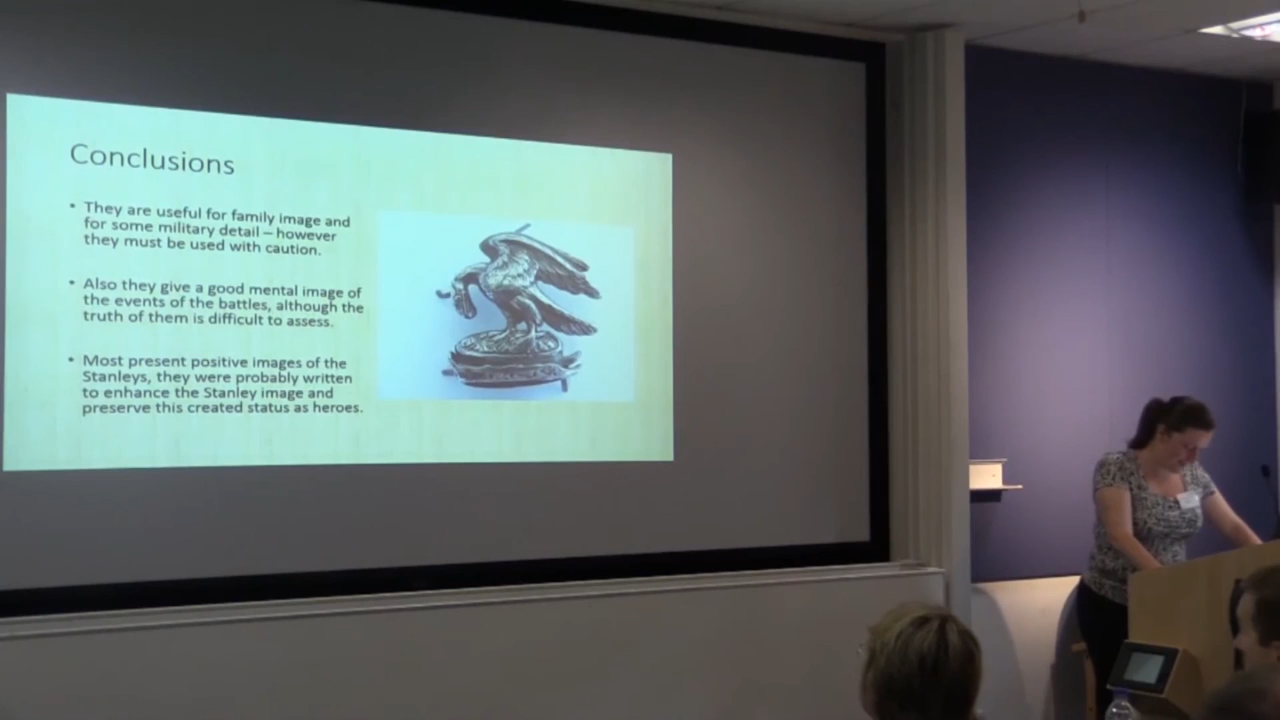 Conclusions
• They are useful for family image and
for some military detail – however
they must be used with caution.
• Also they give a good mental image of
the events of the battles, although the
truth of them is difficult to assess.
• Most present positive images of the
Stanleys, they were probably written
to enhance the Stanley image and
preserve this created status as heroes.